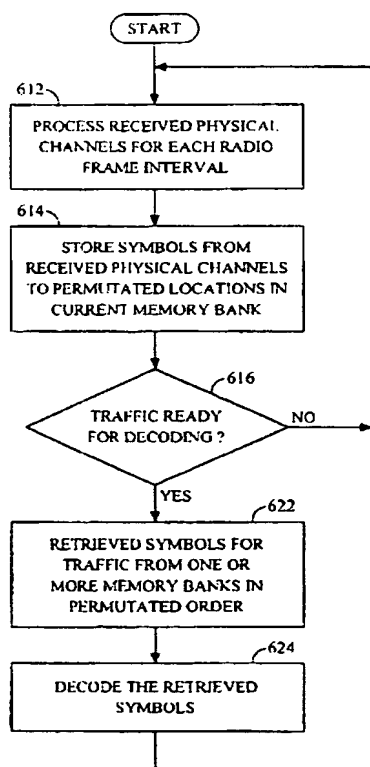 START
612
PROCESS RECEIVED PHYSICAL
CHANNELS FOR EACH RADIO
FRAME INTERVAL
614
STORE SYMBOLS FROM
RECEIVED PHYSICAL CHANNELS
TO PERMUTATED LOCATIONS IN
CURRENT MEMORY BANK
616
TRAFFIC READY
FOR DECODING ?
NO
YES
622
RETRIEVED SYMBOLS FOR
TRAFFIC FROM ONE OR
MORE MEMORY BANKS IN
PERMUTATED ORDER
624
DECODE THE RETRIEVED
SYMBOLS